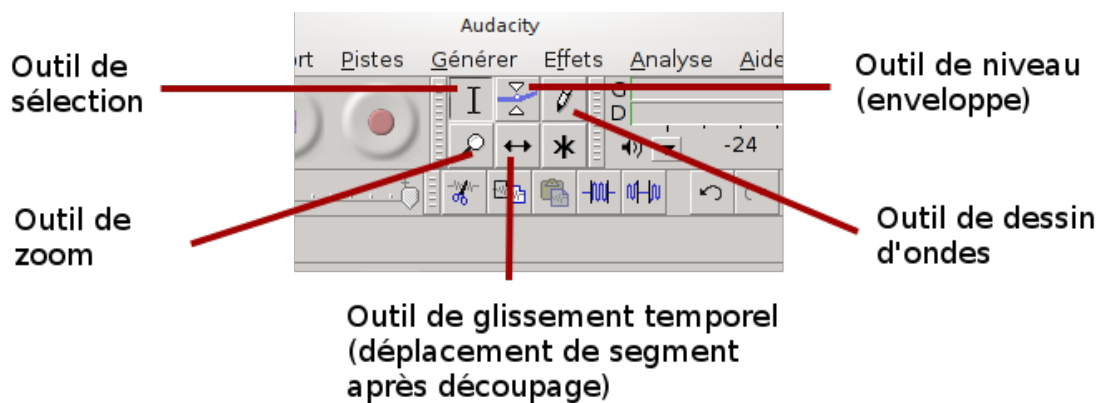 Audacity
ort Pistes Générer Effets Analyse Aide
Outil de
sélection
Outil de niveau
(enveloppe)
G
D
-24
Outil de
zoom
Outil de dessin
d'ondes
Outil de glissement temporel
(déplacement de segment
après découpage)